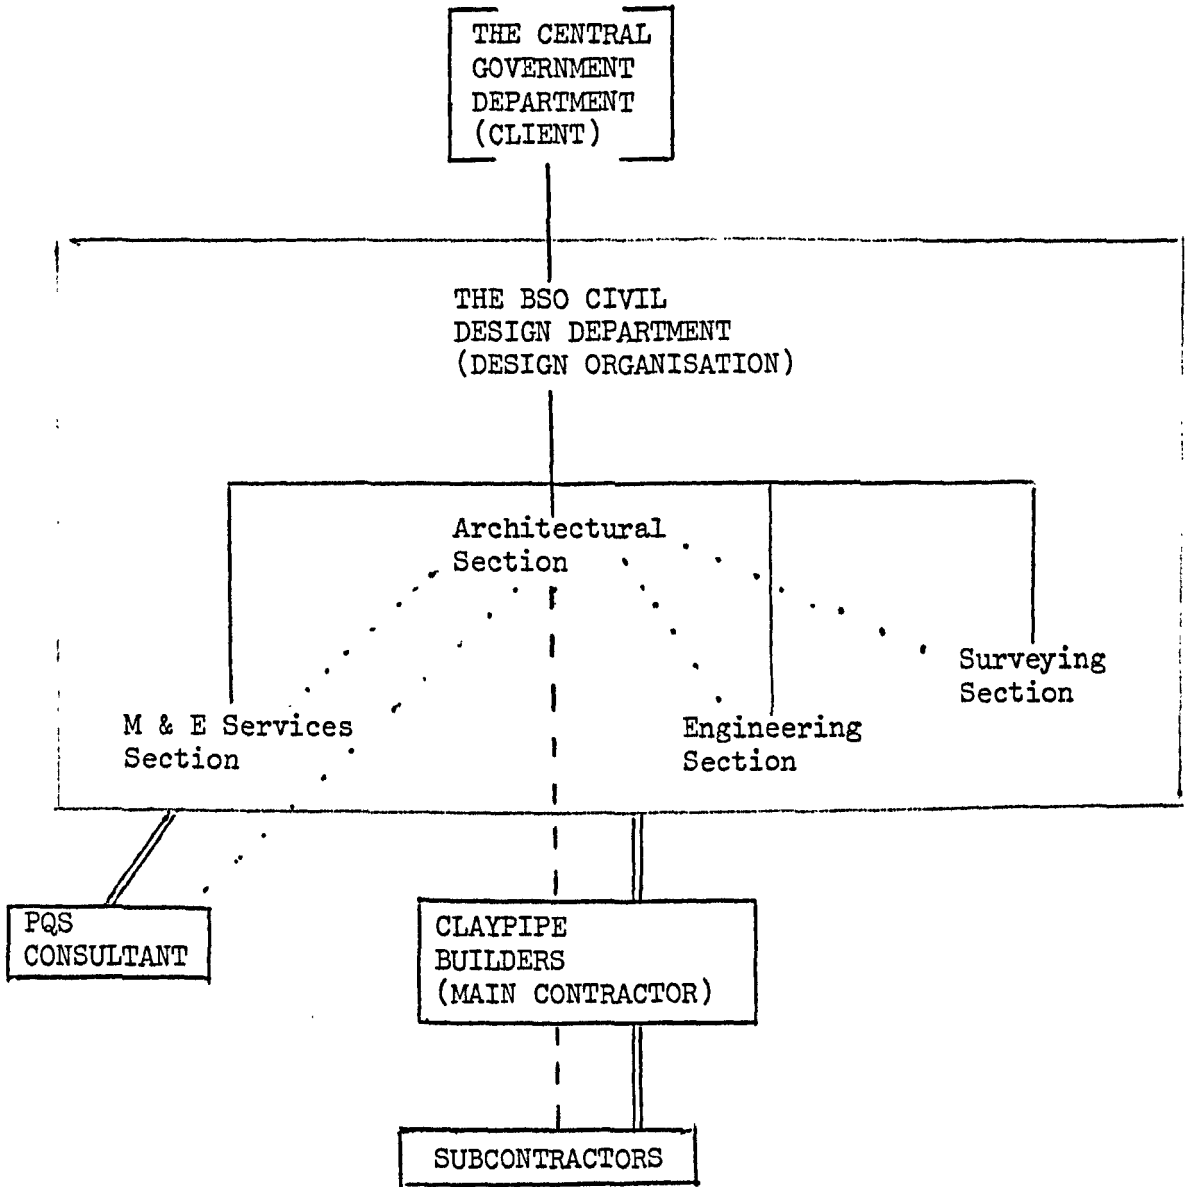 THE CENTRAL
GOVERNMENT
DEPARTMENT
(CLIENT)
THE BSO CIVIL
DESIGN DEPARTMENT
(DESIGN ORGANISATION)
Architectural
Section
Surveying
Section
M & E Services
Section
Engineering
Section
PQS
CONSULTANT
CLAYPIPE
BUILDERS
(MAIN CONTRACTOR)
SUBCONTRACTORS